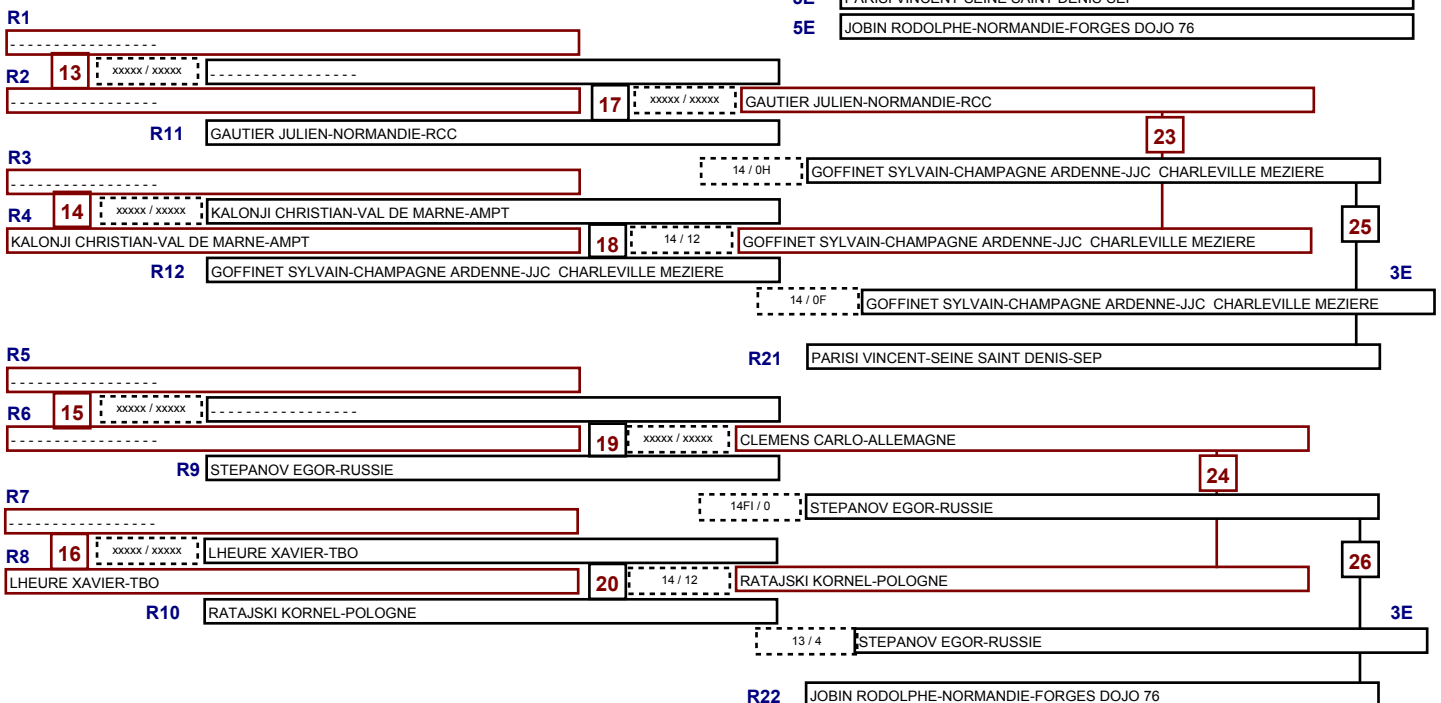 5E JOBIN RODOLPHE-NORMANDIE-FORGES DOJO 76
R1
- - - - - - - - - - - - - - - -
R2 13 xxxxx / xxxxx - - - - - - - - - - - - - - - -
- - - - - - - - - - - - - - - - 17 xxxxx / xxxxx GAUTIER JULIEN-NORMANDIE-RCC
R11 GAUTIER JULIEN-NORMANDIE-RCC 23
R3
14 / 0H GOFFINET SYLVAIN-CHAMPAGNE ARDENNE-JJC CHARLEVILLE MEZIERE
- - - - - - - - - - - - - - - -
R4 14 xxxxx / xxxxx KALONJI CHRISTIAN-VAL DE MARNE-AMPT 25
KALONJI CHRISTIAN-VAL DE MARNE-AMPT 18 14 / 12 GOFFINET SYLVAIN-CHAMPAGNE ARDENNE-JJC CHARLEVILLE MEZIERE
R12 GOFFINET SYLVAIN-CHAMPAGNE ARDENNE-JJC CHARLEVILLE MEZIERE 3E
14 / 0F GOFFINET SYLVAIN-CHAMPAGNE ARDENNE-JJC CHARLEVILLE MEZIERE
R5
R21 PARISI VINCENT-SEINE SAINT DENIS-SEP
- - - - - - - - - - - - - - - -
R6 15 xxxxx / xxxxx - - - - - - - - - - - - - - - -
- - - - - - - - - - - - - - - - 19 xxxxx / xxxxx CLEMENS CARLO-ALLEMAGNE
R9 STEPANOV EGOR-RUSSIE 24
R7
14FI / 0 STEPANOV EGOR-RUSSIE
- - - - - - - - - - - - - - - -
R8 16 xxxxx / xxxxx LHEURE XAVIER-TBO 26
LHEURE XAVIER-TBO 20 14 / 12 RATAJSKI KORNEL-POLOGNE
R10 RATAJSKI KORNEL-POLOGNE 3E
13 / 4 STEPANOV EGOR-RUSSIE
R22 JOBIN RODOLPHE-NORMANDIE-FORGES DOJO 76